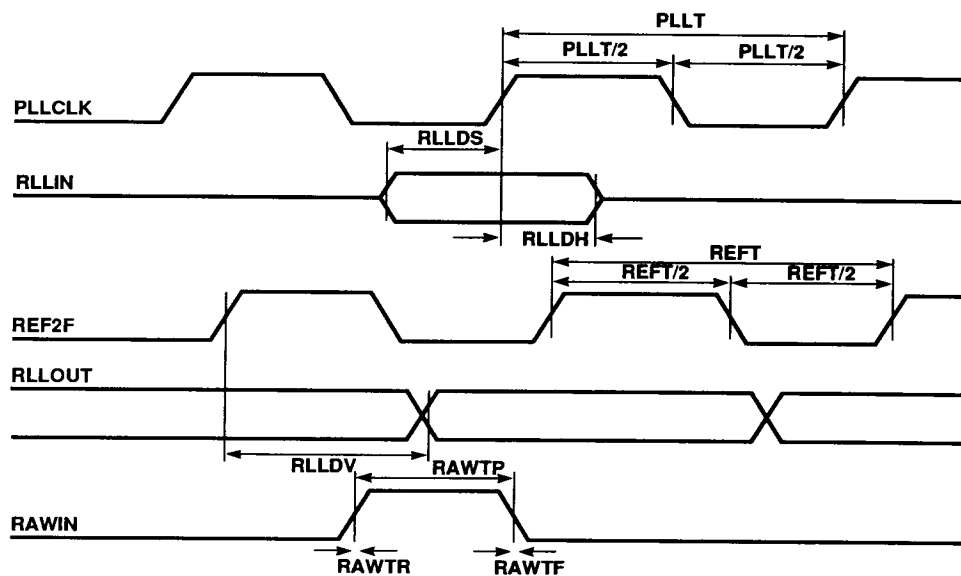 PLLT
PLLT/2 PLLT/2
PLLCLK
RLLDS
RLLIN
RLLDH
REFT
REFT/2 REFT/2
REF2F
RLLOUT
RLLDV RAWTP
RAWIN
RAWTR RAWTF